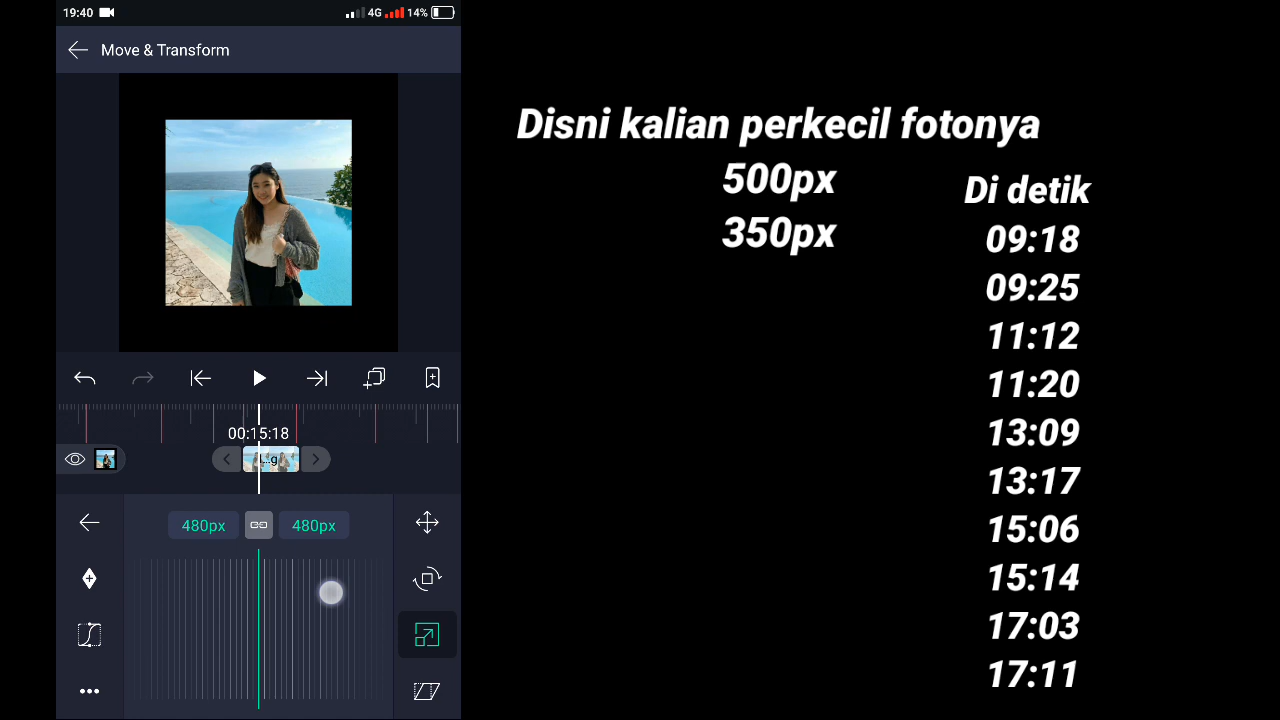 19:40
4G
14%
Move & Transform
00:15:18
...g
480px
480px
Disni kalian perkecil fotonya
500px
350px
Di detik
09:18
09:25
11:12
11:20
13:09
13:17
15:06
15:14
17:03
17:11